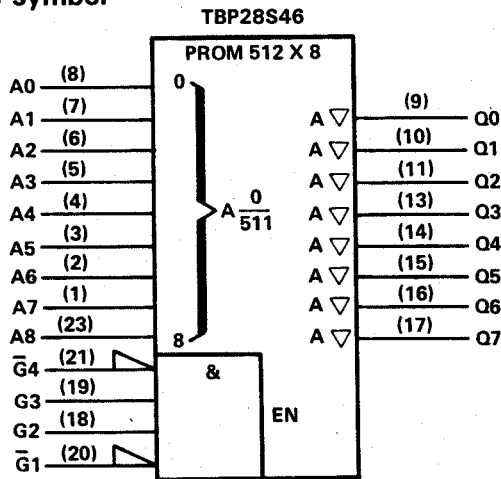 symbol
TBP28S46
PROM 512 X 8
A0 (8) 0
A1 (7) A ▽ (9) Q0
A2 (6) A ▽ (10) Q1
A3 (5) A ▽ (11) Q2
A4 (4) A 0/511 A ▽ (13) Q3
A5 (3) A ▽ (14) Q4
A6 (2) A ▽ (15) Q5
A7 (1) A ▽ (16) Q6
A8 (23) 8 A ▽ (17) Q7
G̅4 (21) &
G3 (19)
G2 (18) EN
G̅1 (20)